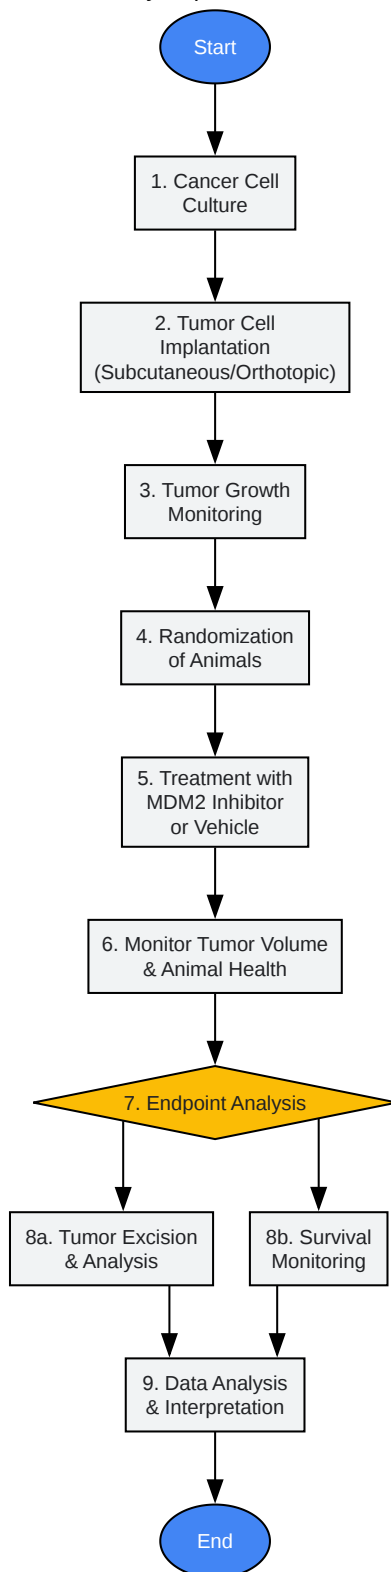 Start
1. Cancer Cell
Culture
2. Tumor Cell
Implantation
(Subcutaneous/Orthotopic)
3. Tumor Growth
Monitoring
4. Randomization
of Animals
5. Treatment with
MDM2 Inhibitor
or Vehicle
6. Monitor Tumor Volume
& Animal Health
7. Endpoint Analysis
8a. Tumor Excision
& Analysis
8b. Survival
Monitoring
9. Data Analysis
& Interpretation
End